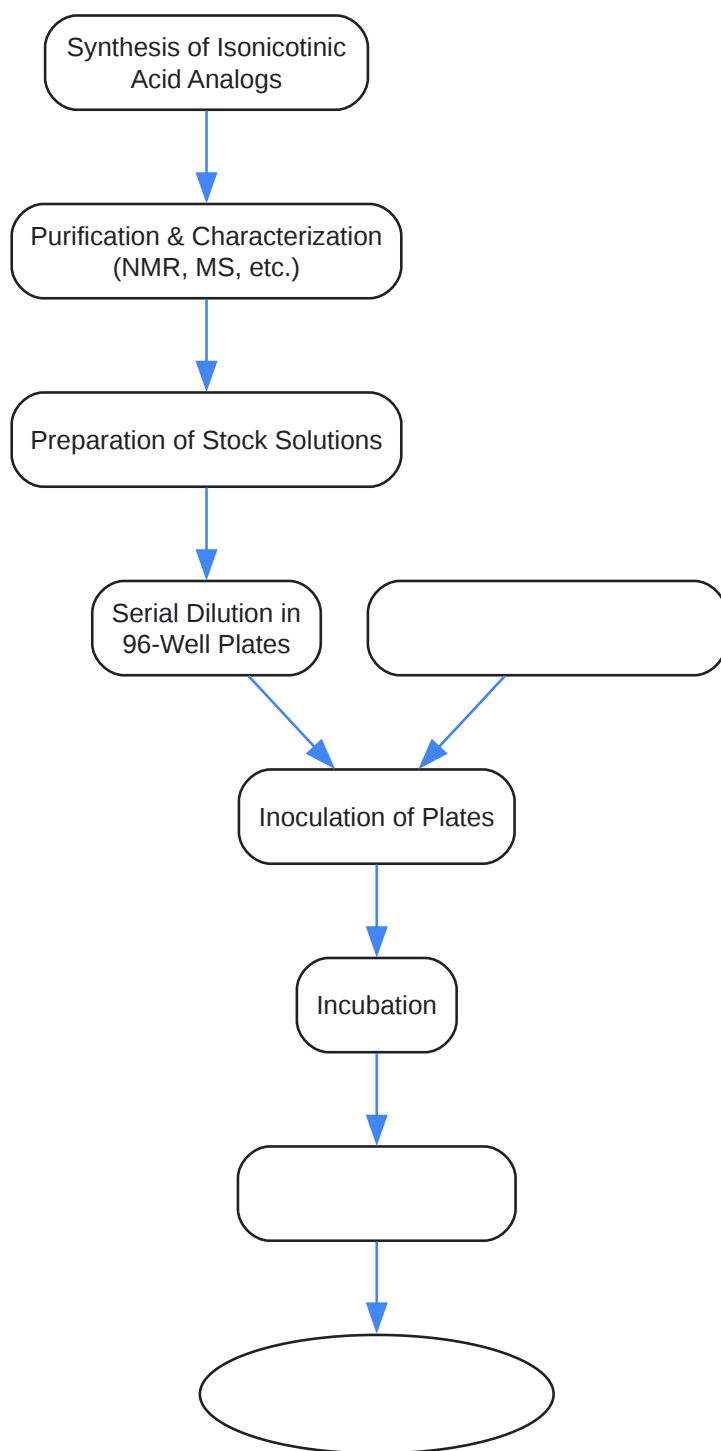 Synthesis of Isonicotinic
Acid Analogs
Purification & Characterization
(NMR, MS, etc.)
Preparation of Stock Solutions
Serial Dilution in
96-Well Plates
Inoculation of Plates
Incubation